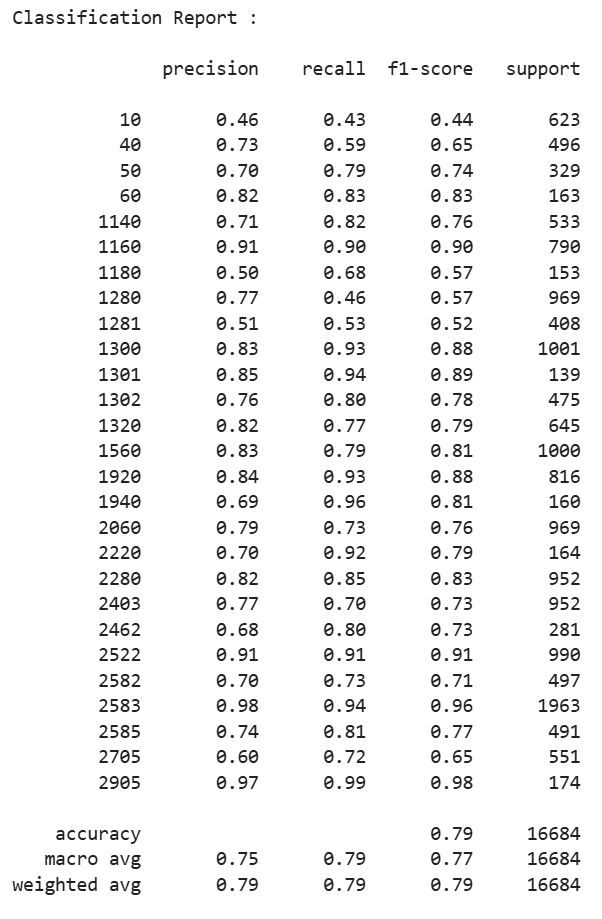 Classification Report :
precision recall f1-score support
10 0.46 0.43 0.44 623
40 0.73 0.59 0.65 496
50 0.70 0.79 0.74 329
60 0.82 0.83 0.83 163
1140 0.71 0.82 0.76 533
1160 0.91 0.90 0.90 790
1180 0.50 0.68 0.57 153
1280 0.77 0.46 0.57 969
1281 0.51 0.53 0.52 408
1300 0.83 0.93 0.88 1001
1301 0.85 0.94 0.89 139
1302 0.76 0.80 0.78 475
1320 0.82 0.77 0.79 645
1560 0.83 0.79 0.81 1000
1920 0.84 0.93 0.88 816
1940 0.69 0.96 0.81 160
2060 0.79 0.73 0.76 969
2220 0.70 0.92 0.79 164
2280 0.82 0.85 0.83 952
2403 0.77 0.70 0.73 952
2462 0.68 0.80 0.73 281
2522 0.91 0.91 0.91 990
2582 0.70 0.73 0.71 497
2583 0.98 0.94 0.96 1963
2585 0.74 0.81 0.77 491
2705 0.60 0.72 0.65 551
2905 0.97 0.99 0.98 174
accuracy 0.79 16684
macro avg 0.75 0.79 0.77 16684
weighted avg 0.79 0.79 0.79 16684